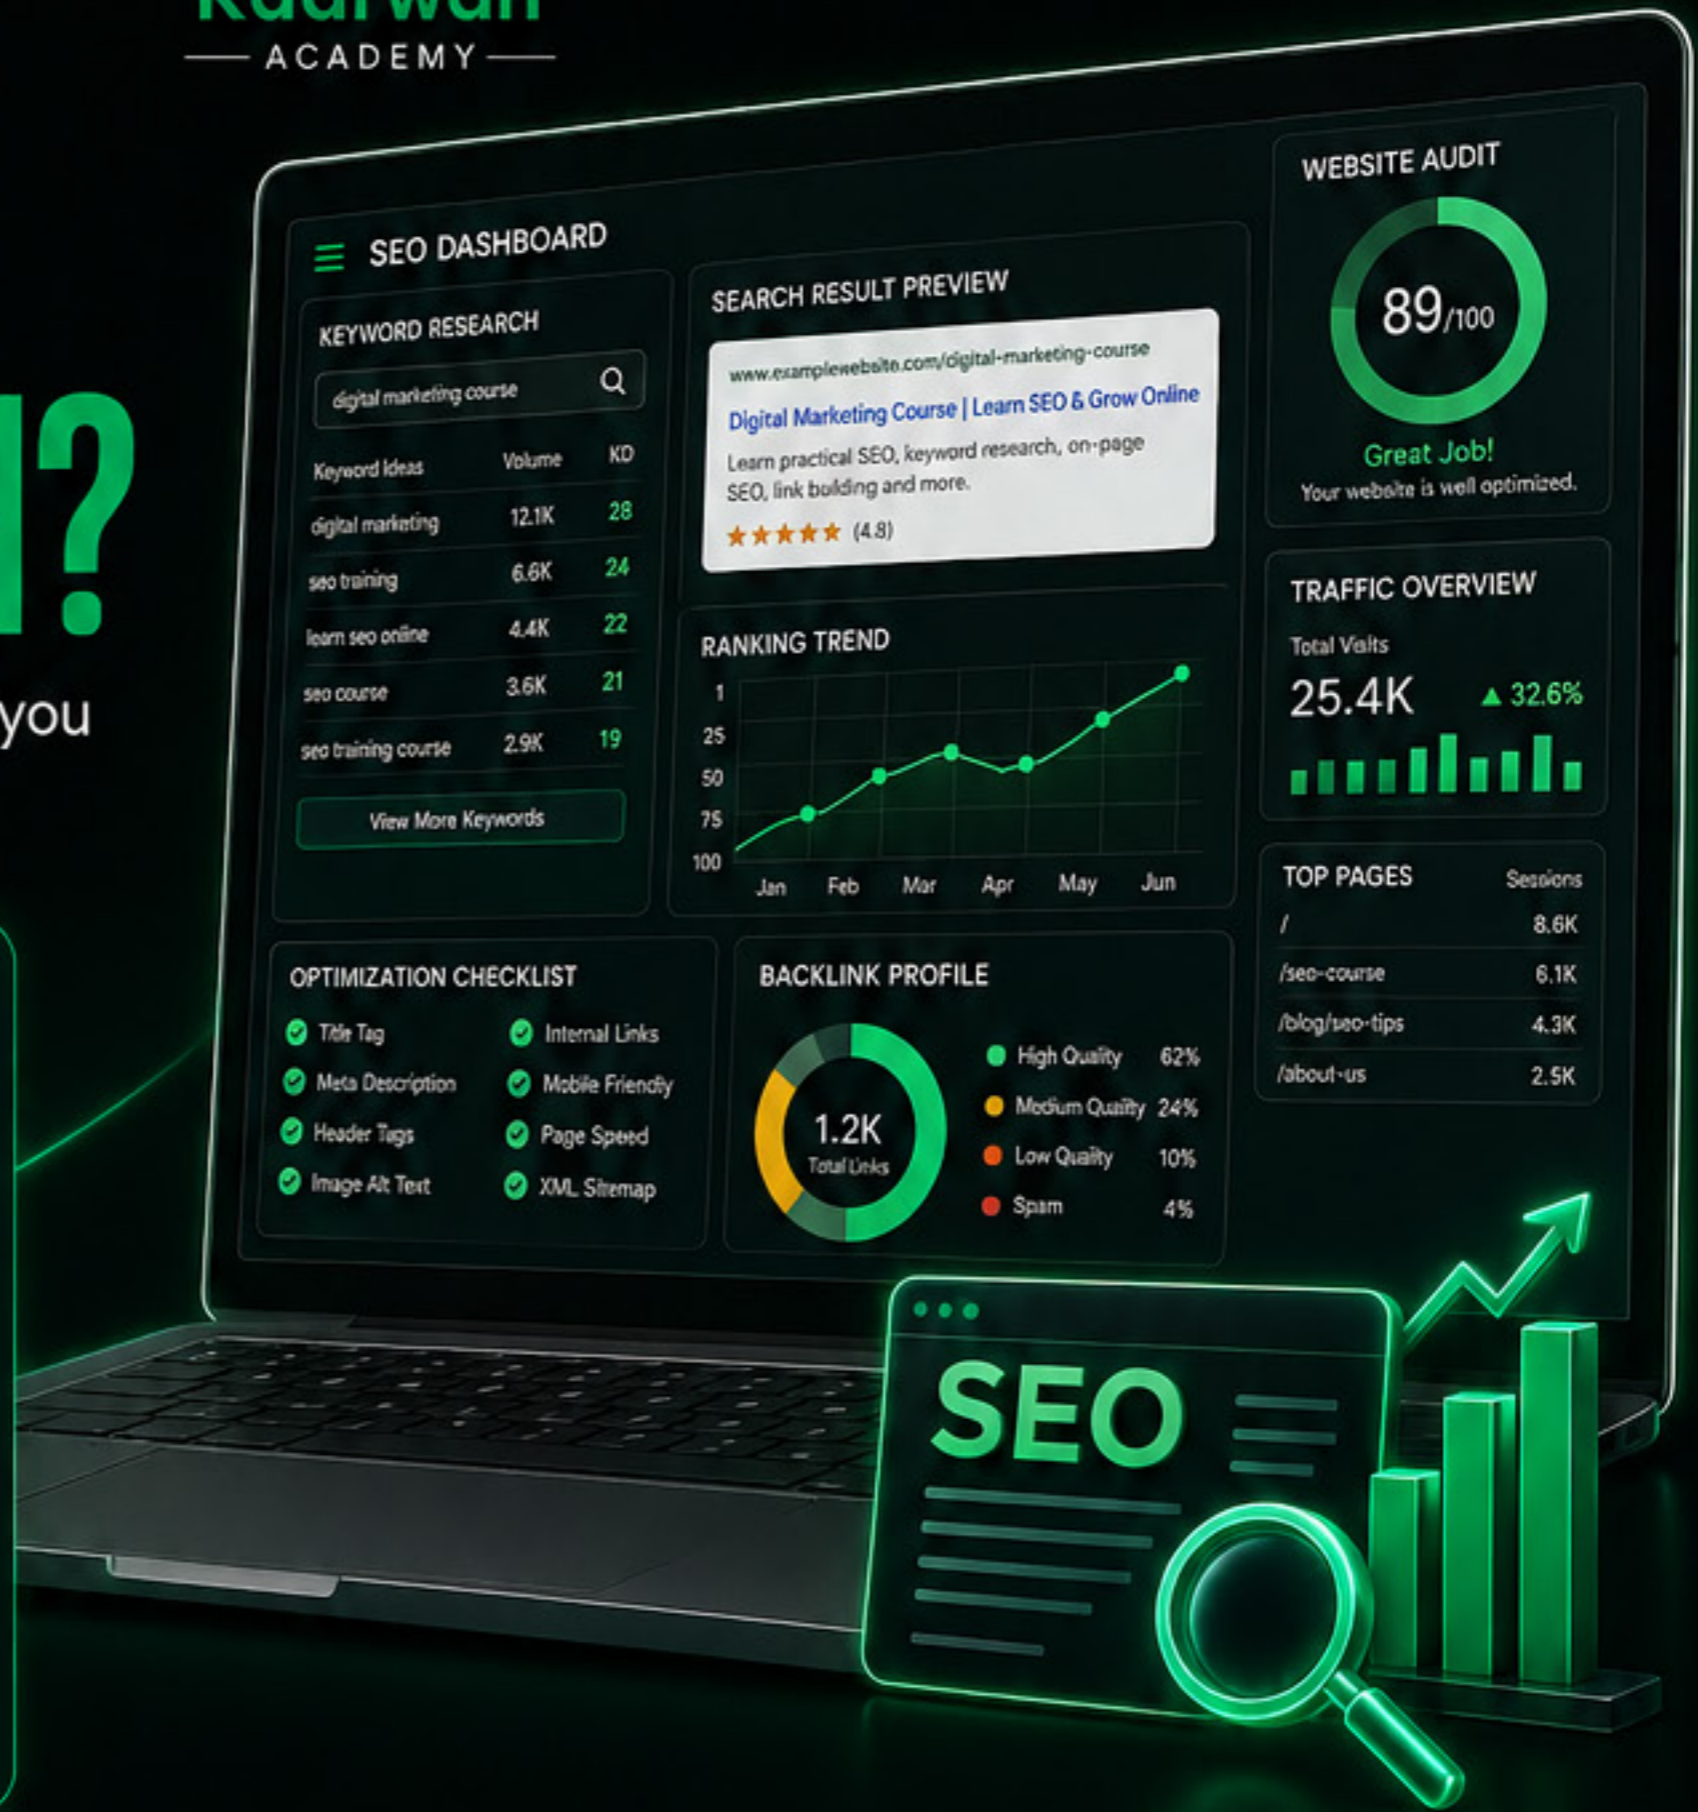 ACADEMY
?
you
SEO DASHBOARD
KEYWORD RESEARCH
digital marketing course
Keyword Ideas Volume KD
digital marketing 12.1K 28
seo training 6.6K 24
learn seo online 4.4K 22
seo course 3.6K 21
seo training course 2.9K 19
View More Keywords
SEARCH RESULT PREVIEW
www.examplewebsite.com/digital-marketing-course
Digital Marketing Course | Learn SEO & Grow Online
Learn practical SEO, keyword research, on-page
SEO, link building and more.
(4.8)
RANKING TREND
1
25
50
75
100
Jan Feb Mar Apr May Jun
WEBSITE AUDIT
89/100
Great Job!
Your website is well optimized.
TRAFFIC OVERVIEW
Total Visits
25.4K ▲ 32.6%
TOP PAGES Sessions
/ 8.6K
/seo-course 6.1K
/blog/seo-tips 4.3K
/about-us 2.5K
OPTIMIZATION CHECKLIST
Title Tag
Meta Description
Header Tags
Image Alt Text
Internal Links
Mobile Friendly
Page Speed
XML Sitemap
BACKLINK PROFILE
1.2K
Total Links
High Quality 62%
Medium Quality 24%
Low Quality 10%
Spam 4%
SEO